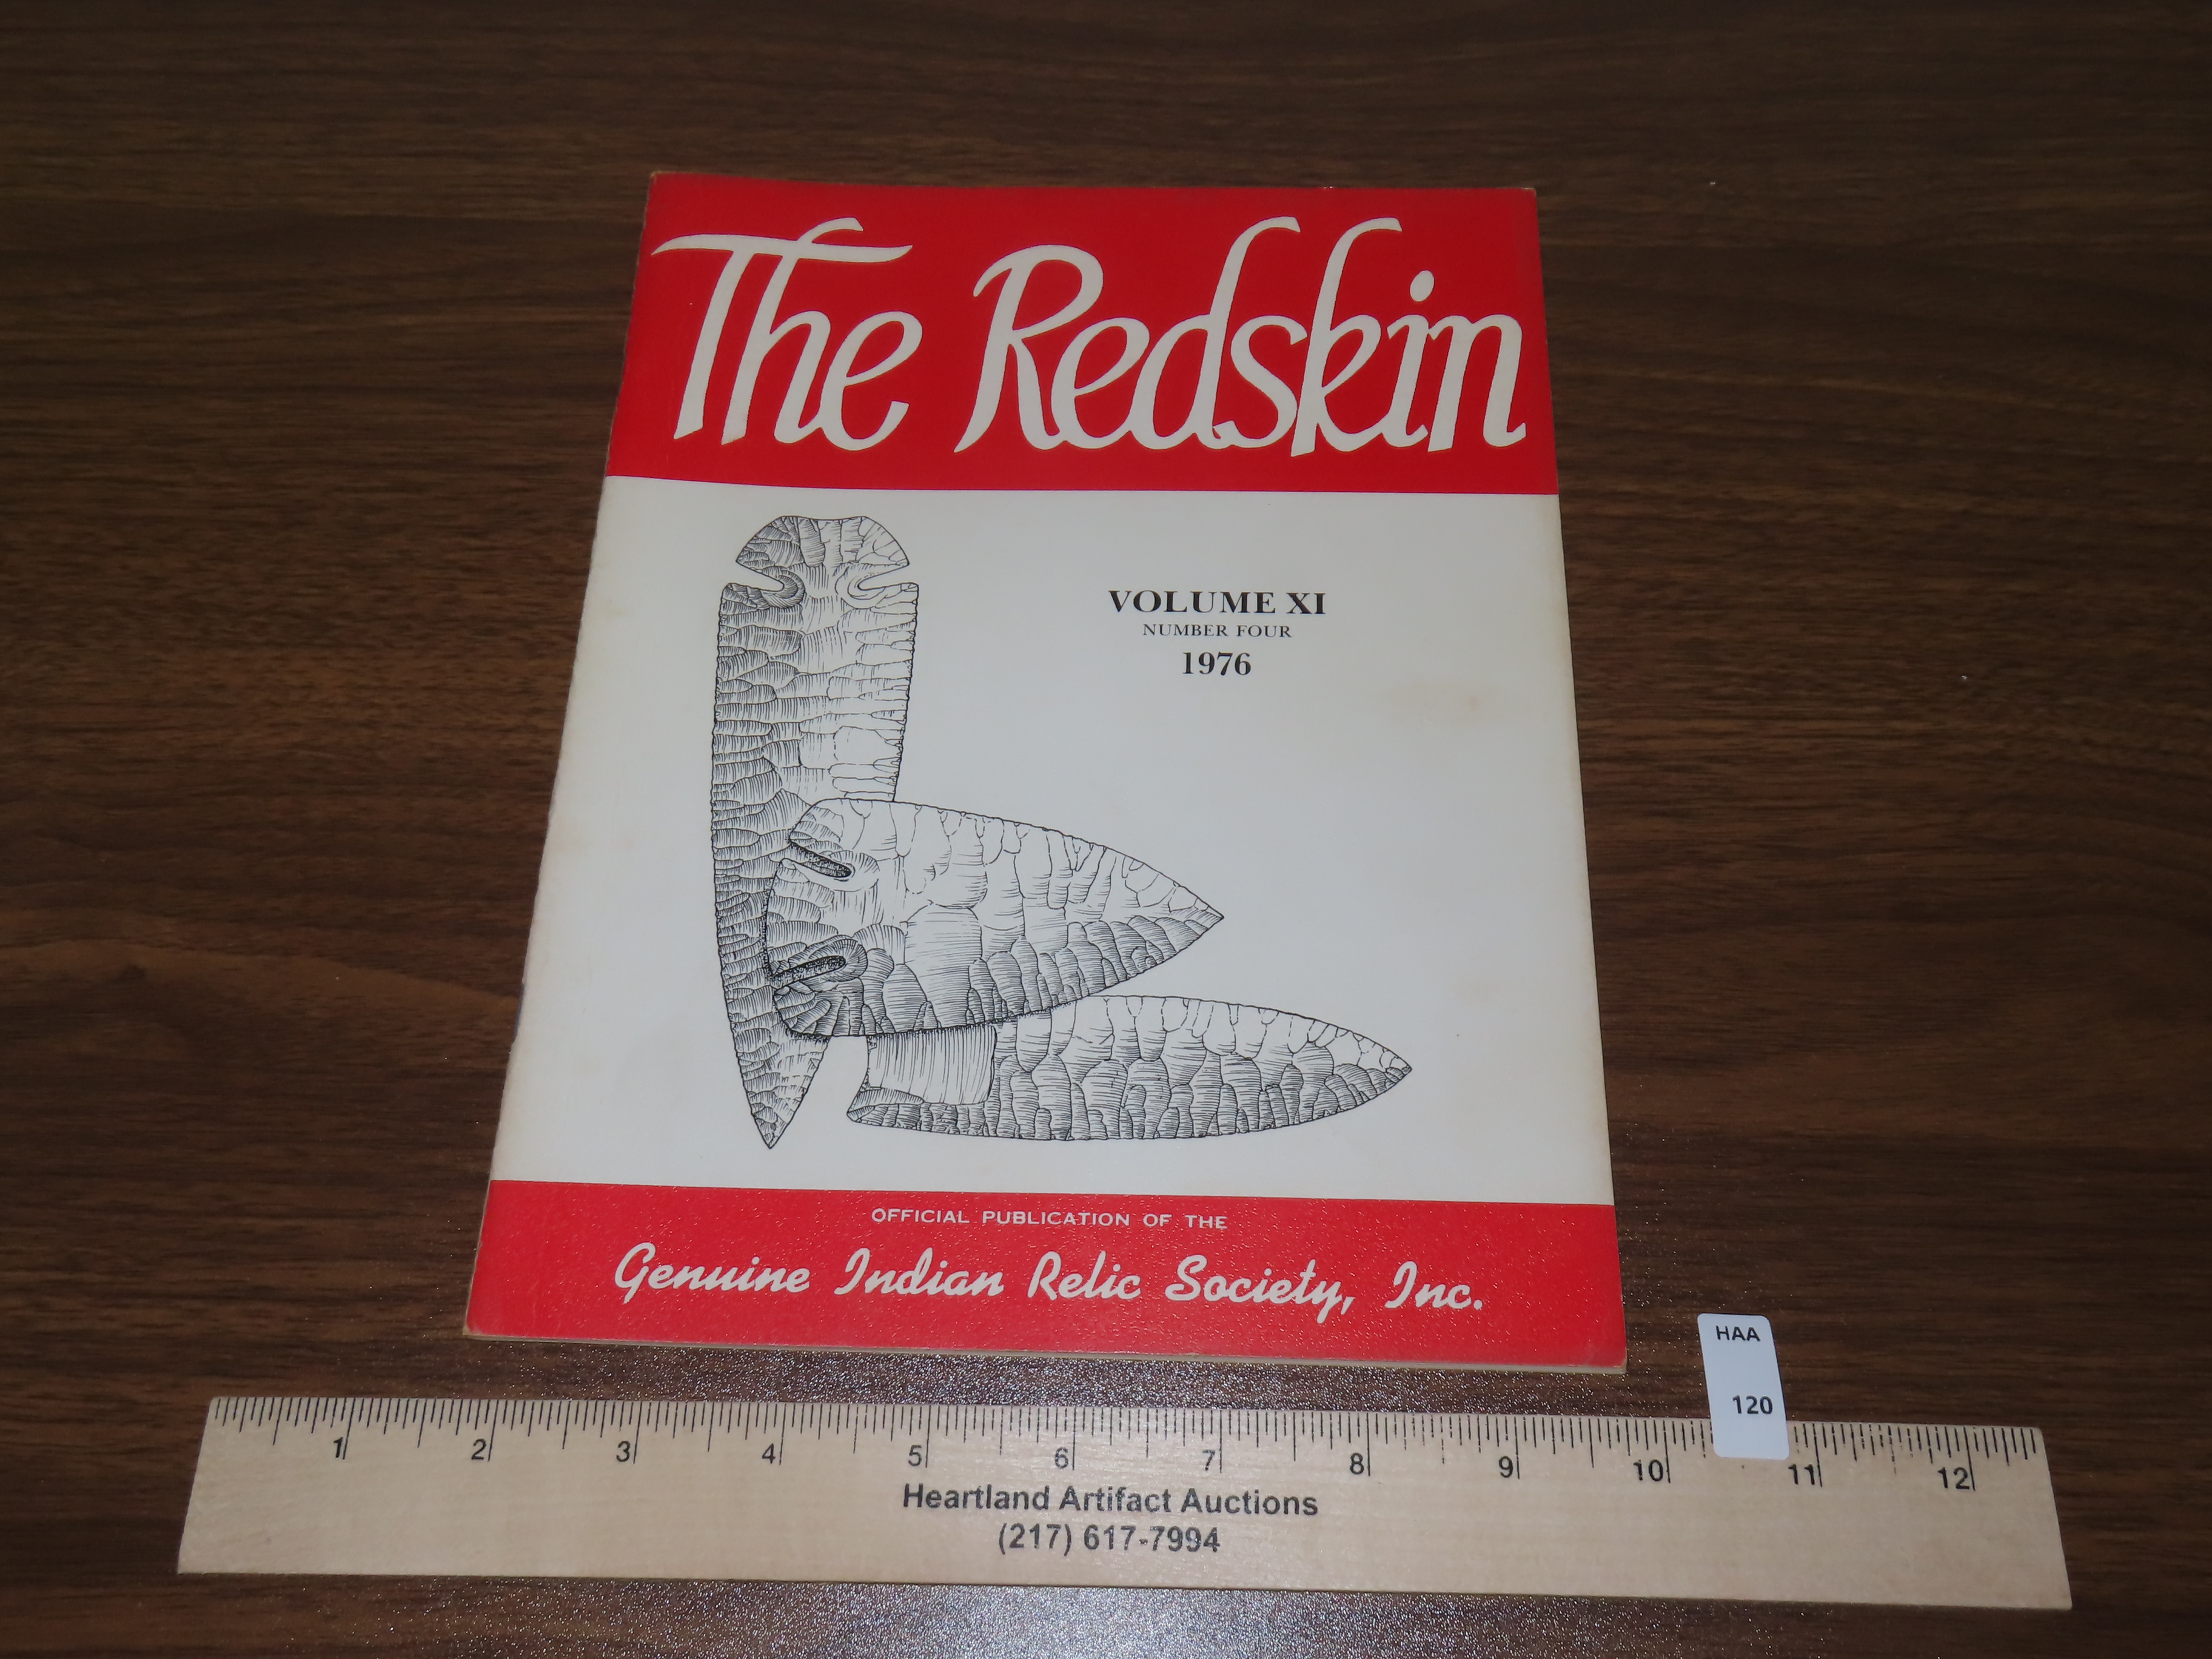 The Redskin
VOLUME XI
NUMBER FOUR
1976
OFFICIAL PUBLICATION OF THE
Genuine Indian Relic Society, Inc.
HAA
120
1 2 3 4 5 6 7 8 9 10 11 12
Heartland Artifact Auctions
(217) 617-7994